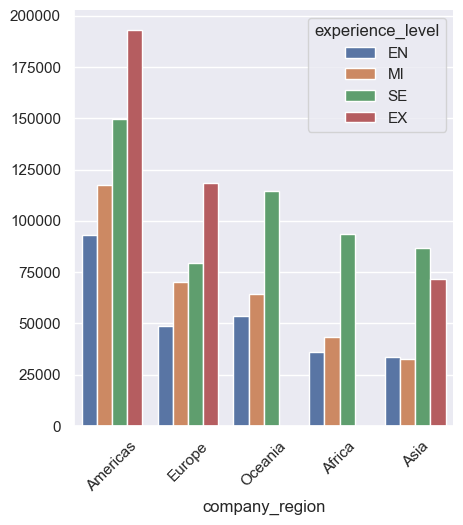 200000
175000
150000
125000
100000
75000
50000
25000
0
experience_level
EN
MI
SE
EX
Americas
Europe
Oceania
Africa
Asia
company_region